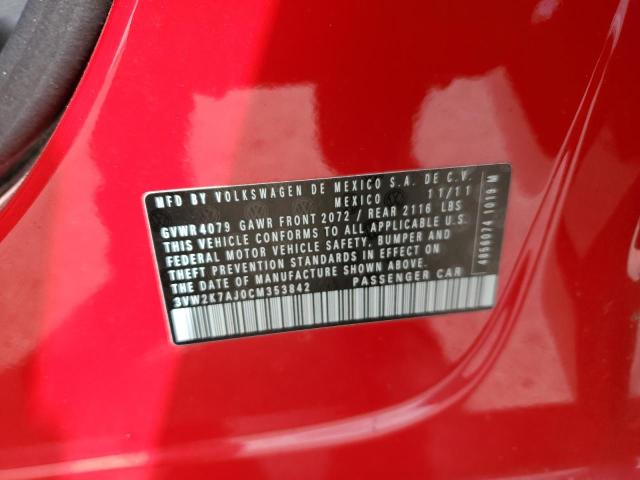 MFD BY VOLKSWAGEN DE MEXICO S.A. DE C.V.
MEXICO 11/11
GVWR4079 GAWR FRONT 2072 / REAR 2116 LBS
THIS VEHICLE CONFORMS TO ALL APPLICABLE U.S.
FEDERAL MOTOR VEHICLE SAFETY, BUMPER AND
THEFT PREVENTION STANDARDS IN EFFECT ON
THE DATE OF MANUFACTURE SHOWN ABOVE.
3VW2K7AJ0CM353842 PASSENGER CAR
4056074 1019 M